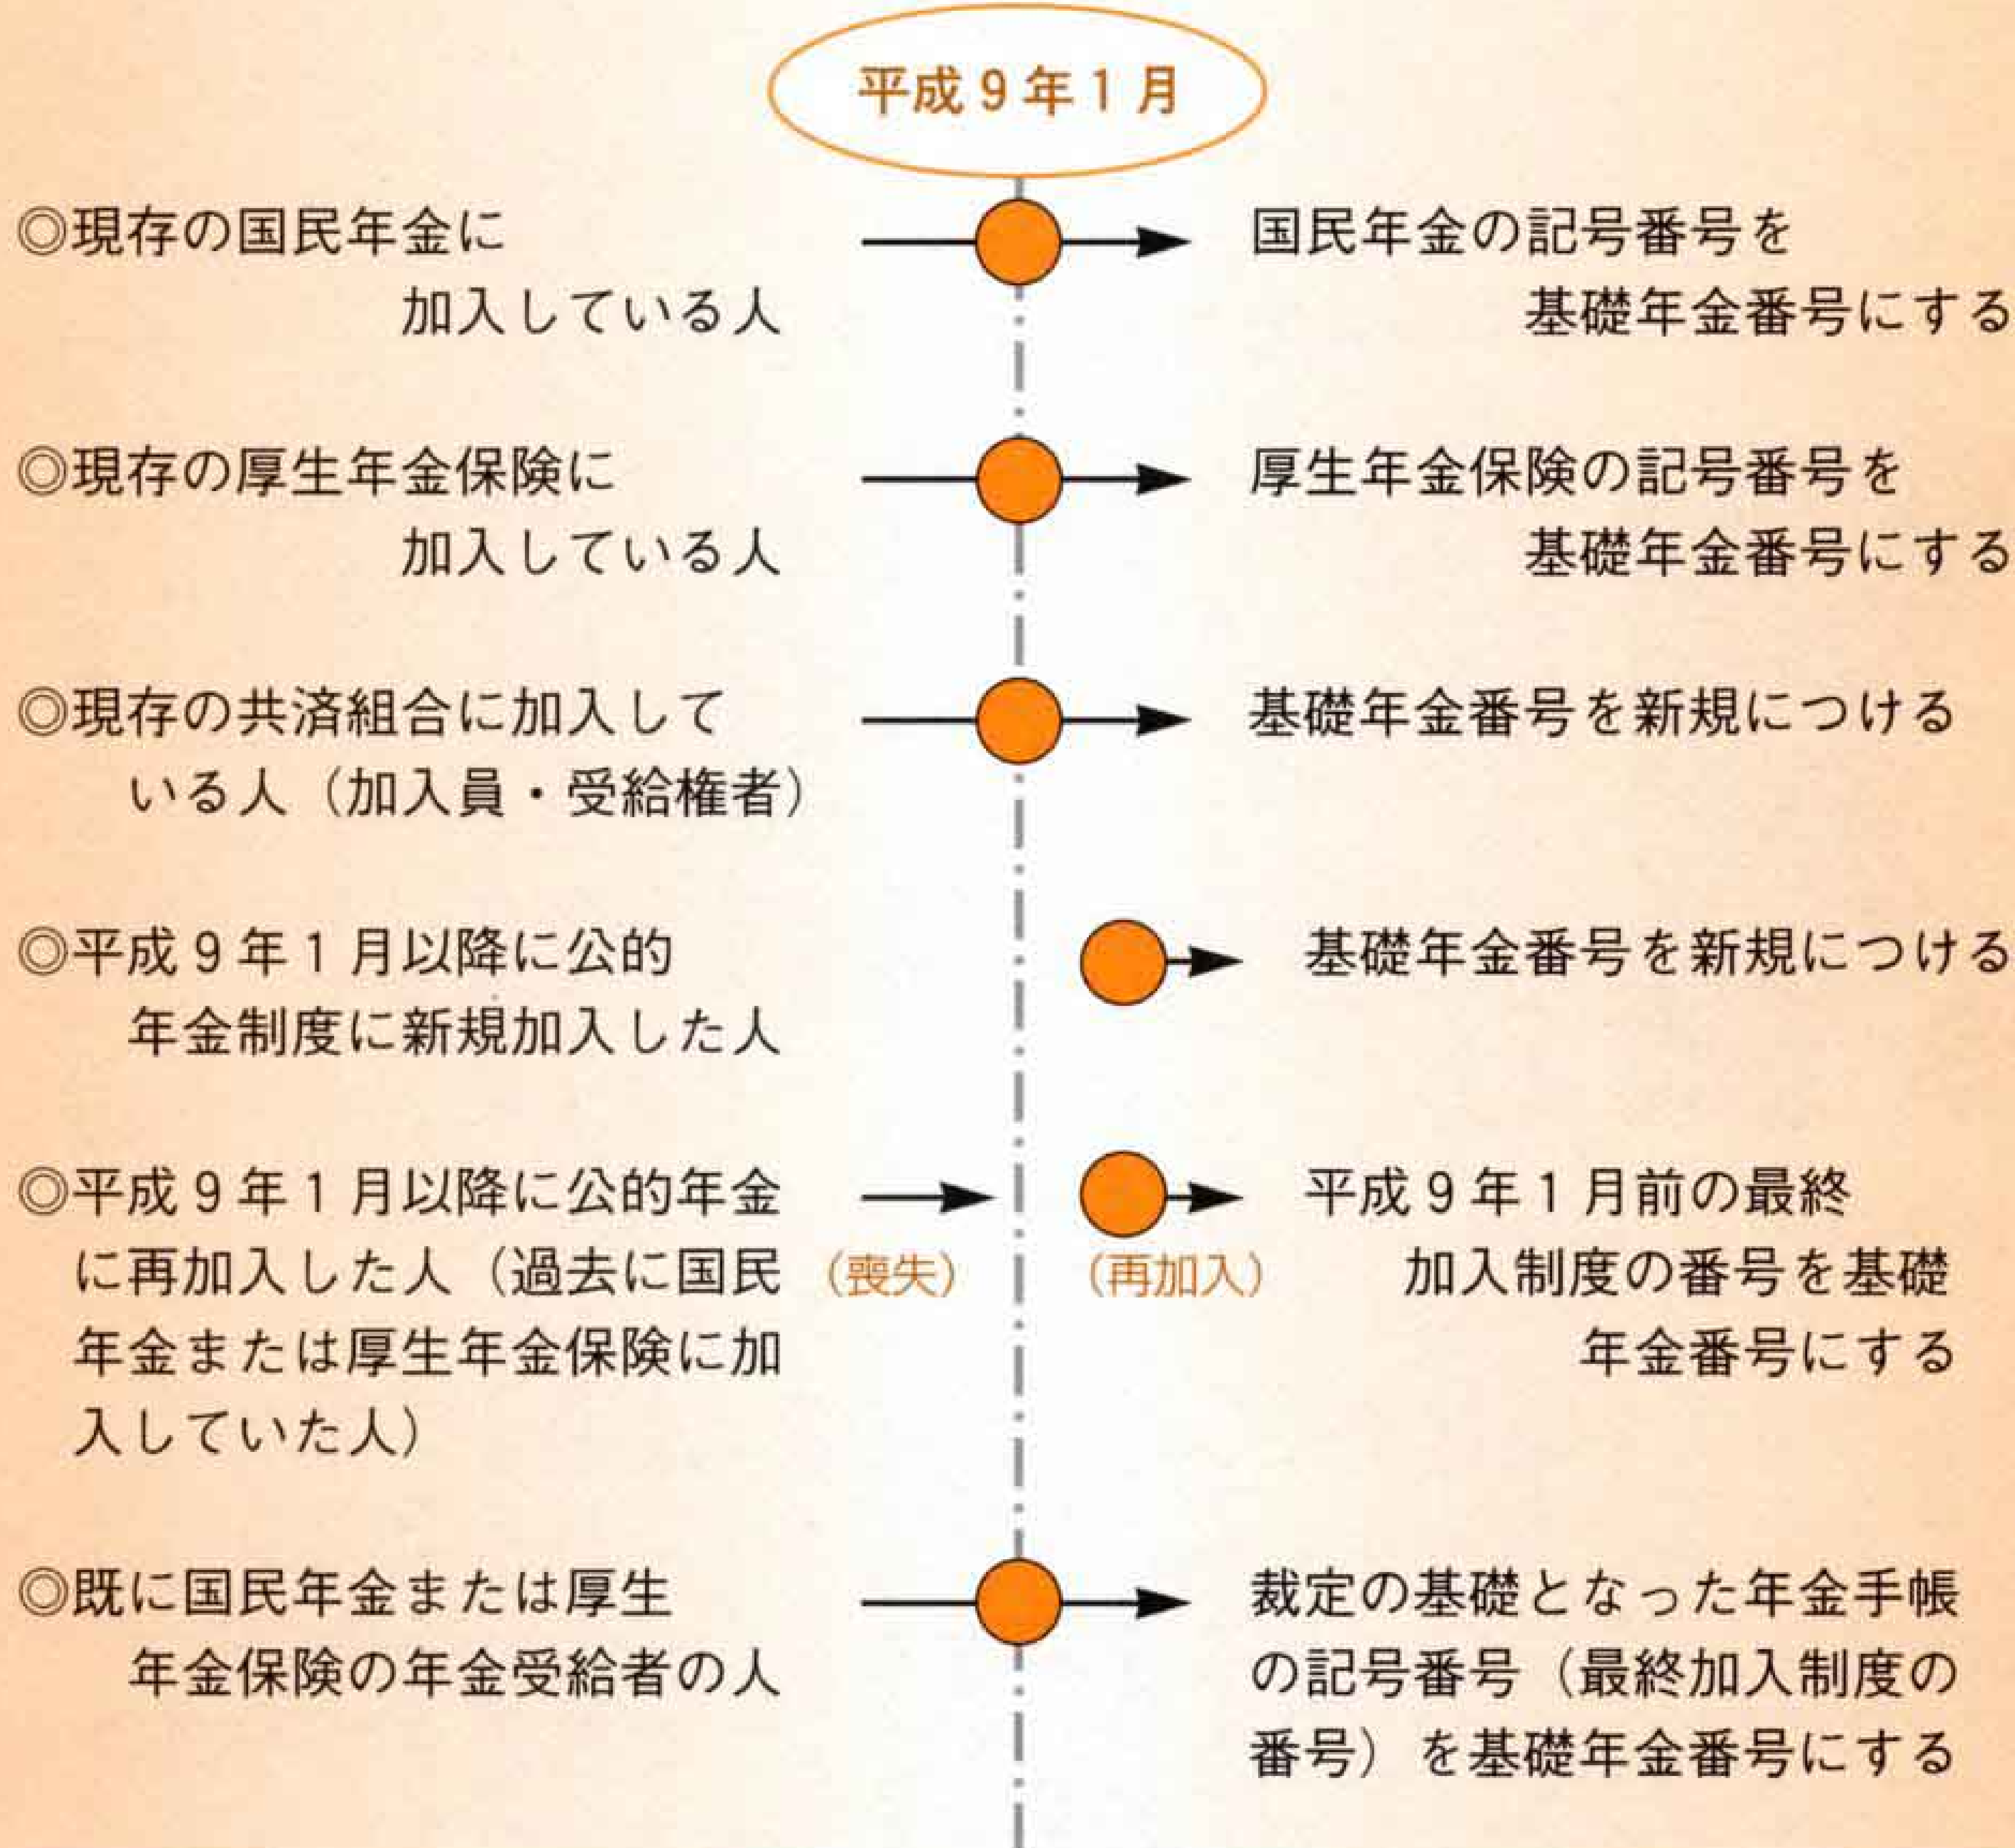 平成9年1月
◎現存の国民年金に
加入している人
国民年金の記号番号を
基礎年金番号にする
◎現存の厚生年金保険に
加入している人
厚生年金保険の記号番号を
基礎年金番号にする
◎現存の共済組合に加入して
いる人（加入員・受給権者）
基礎年金番号を新規につける
◎平成9年1月以降に公的
年金制度に新規加入した人
基礎年金番号を新規につける
◎平成9年1月以降に公的年金
に再加入した人（過去に国民
年金または厚生年金保険に加
入していた人）
（喪失）
（再加入）
平成9年1月前の最終
加入制度の番号を基礎
年金番号にする
◎既に国民年金または厚生
年金保険の年金受給者の人
裁定の基礎となった年金手帳
の記号番号（最終加入制度の
番号）を基礎年金番号にする